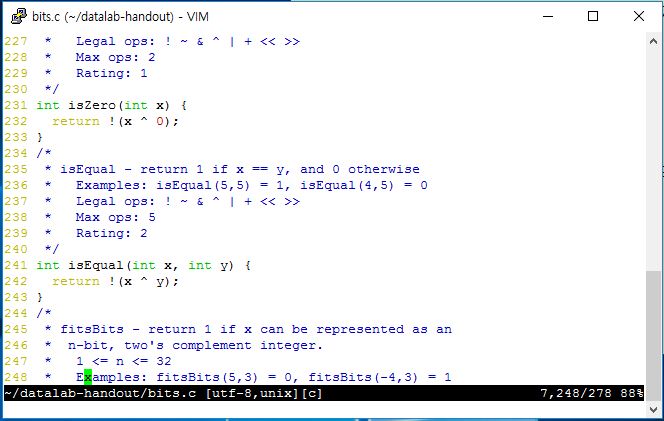 bits.c (~/datalab-handout) - VIM
227 *   Legal ops: ! ~ & ^ | + << >>
228 *   Max ops: 2
229 *   Rating: 1
230 */
231 int isZero(int x) {
232   return !(x ^ 0);
233 }
234 /*
235 * isEqual - return 1 if x == y, and 0 otherwise
236 *   Examples: isEqual(5,5) = 1, isEqual(4,5) = 0
237 *   Legal ops: ! ~ & ^ | + << >>
238 *   Max ops: 5
239 *   Rating: 2
240 */
241 int isEqual(int x, int y) {
242   return !(x ^ y);
243 }
244 /*
245 * fitsBits - return 1 if x can be represented as an
246 *  n-bit, two's complement integer.
247 *   1 <= n <= 32
248 *   Examples: fitsBits(5,3) = 0, fitsBits(-4,3) = 1
~/datalab-handout/bits.c [utf-8,unix][c] 7,248/278 88%